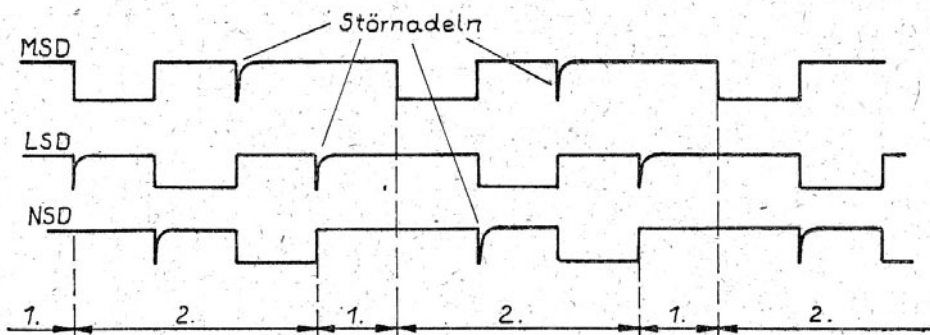 Störnadeln
MSD
LSD
NSD
1. 2. 1. 2. 1. 2.